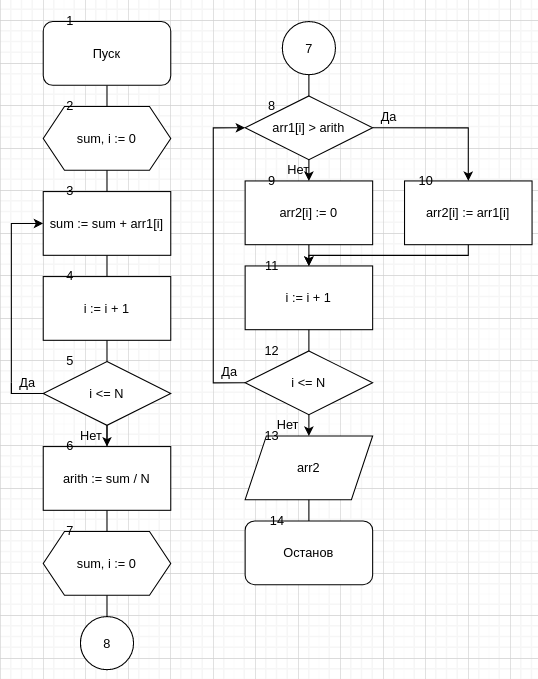 1
Пуск
2
sum, i := 0
3
sum := sum + arr1[i]
4
i := i + 1
5
i <= N
Да
Нет
6
arith := sum / N
7
sum, i := 0
8
7
8
arr1[i] > arith
Да
Нет
9
arr2[i] := 0
10
arr2[i] := arr1[i]
11
i := i + 1
12
i <= N
Да
Нет
13
arr2
14
Останов